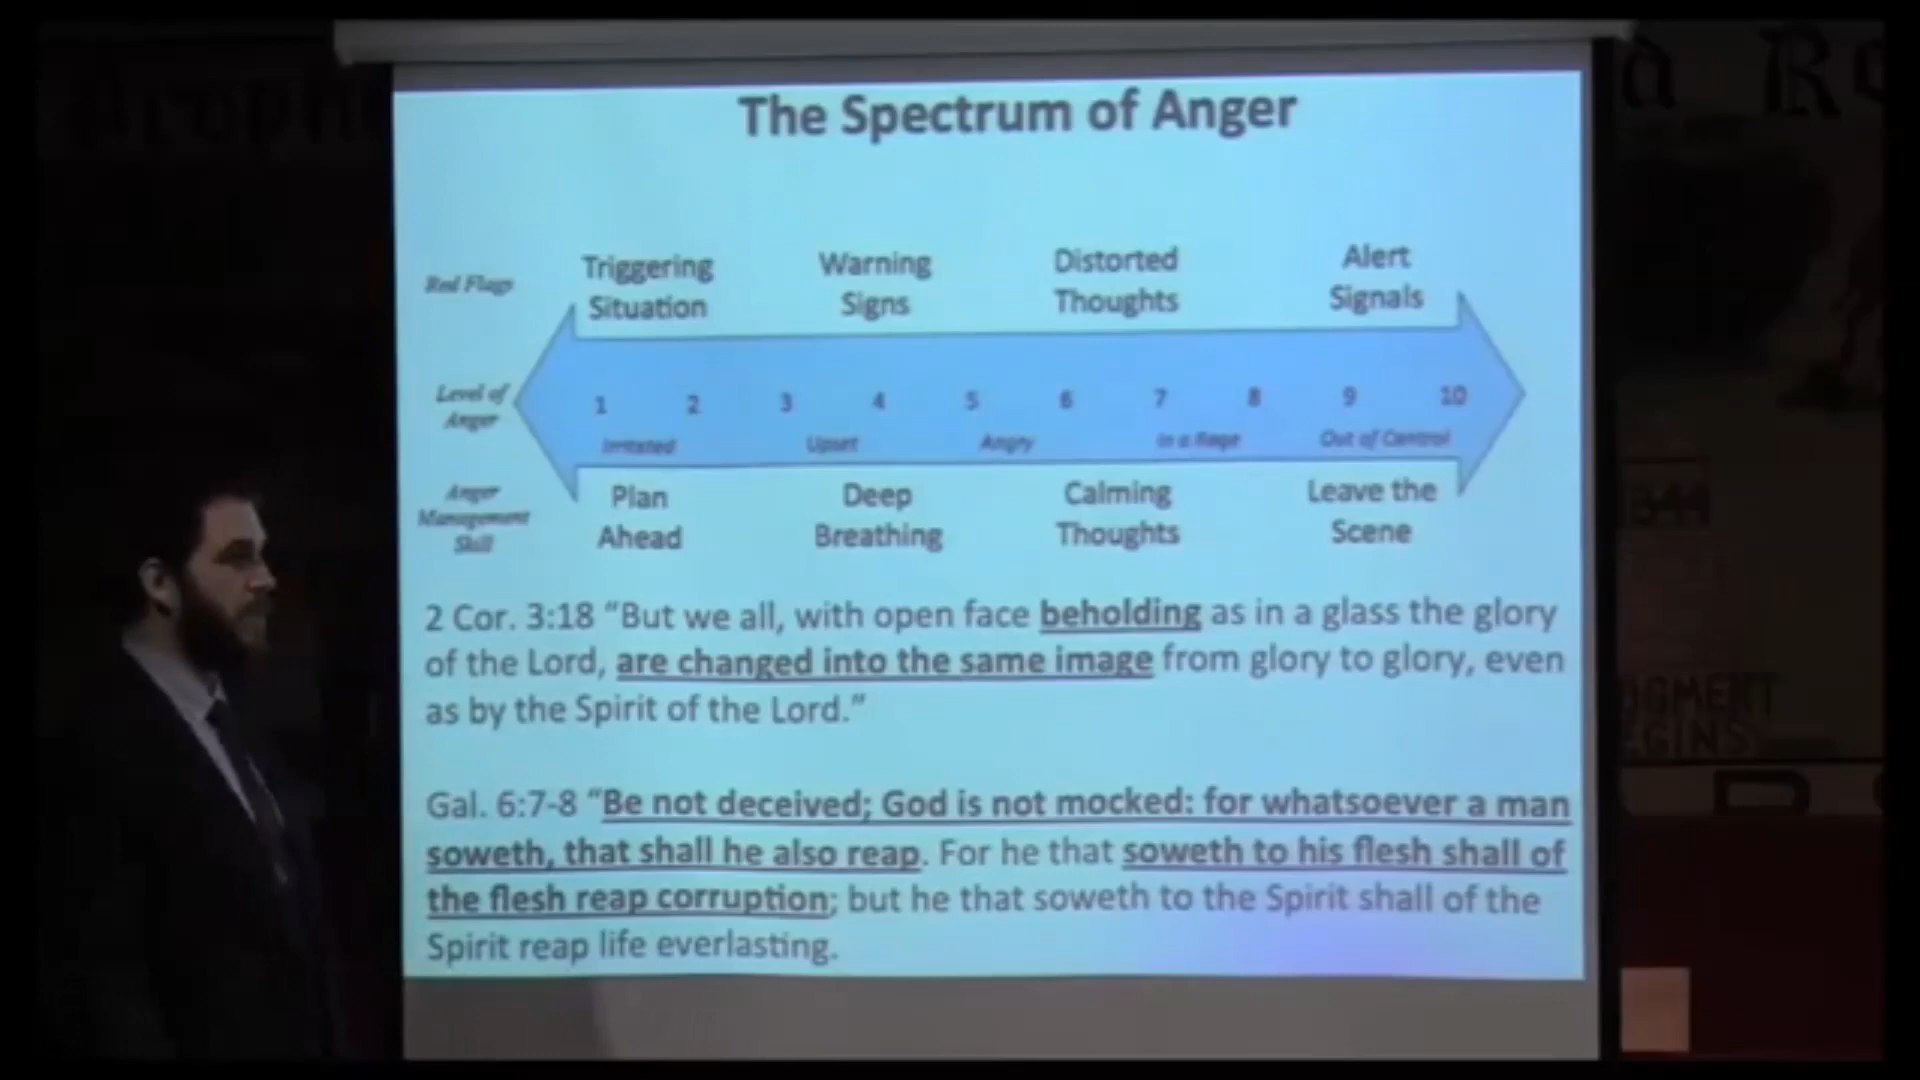 The Spectrum of Anger
Red Flags
Triggering
Situation
Warning
Signs
Distorted
Thoughts
Alert
Signals
Level of
Anger
1 2 3 4 5 6 7 8 9 10
Irritated Upset Angry In a Rage Out of Control
Anger
Management
Skill
Plan
Ahead
Deep
Breathing
Calming
Thoughts
Leave the
Scene
2 Cor. 3:18 “But we all, with open face beholding as in a glass the glory
of the Lord, are changed into the same image from glory to glory, even
as by the Spirit of the Lord.”
Gal. 6:7-8 “Be not deceived; God is not mocked: for whatsoever a man
soweth, that shall he also reap. For he that soweth to his flesh shall of
the flesh reap corruption; but he that soweth to the Spirit shall of the
Spirit reap life everlasting.